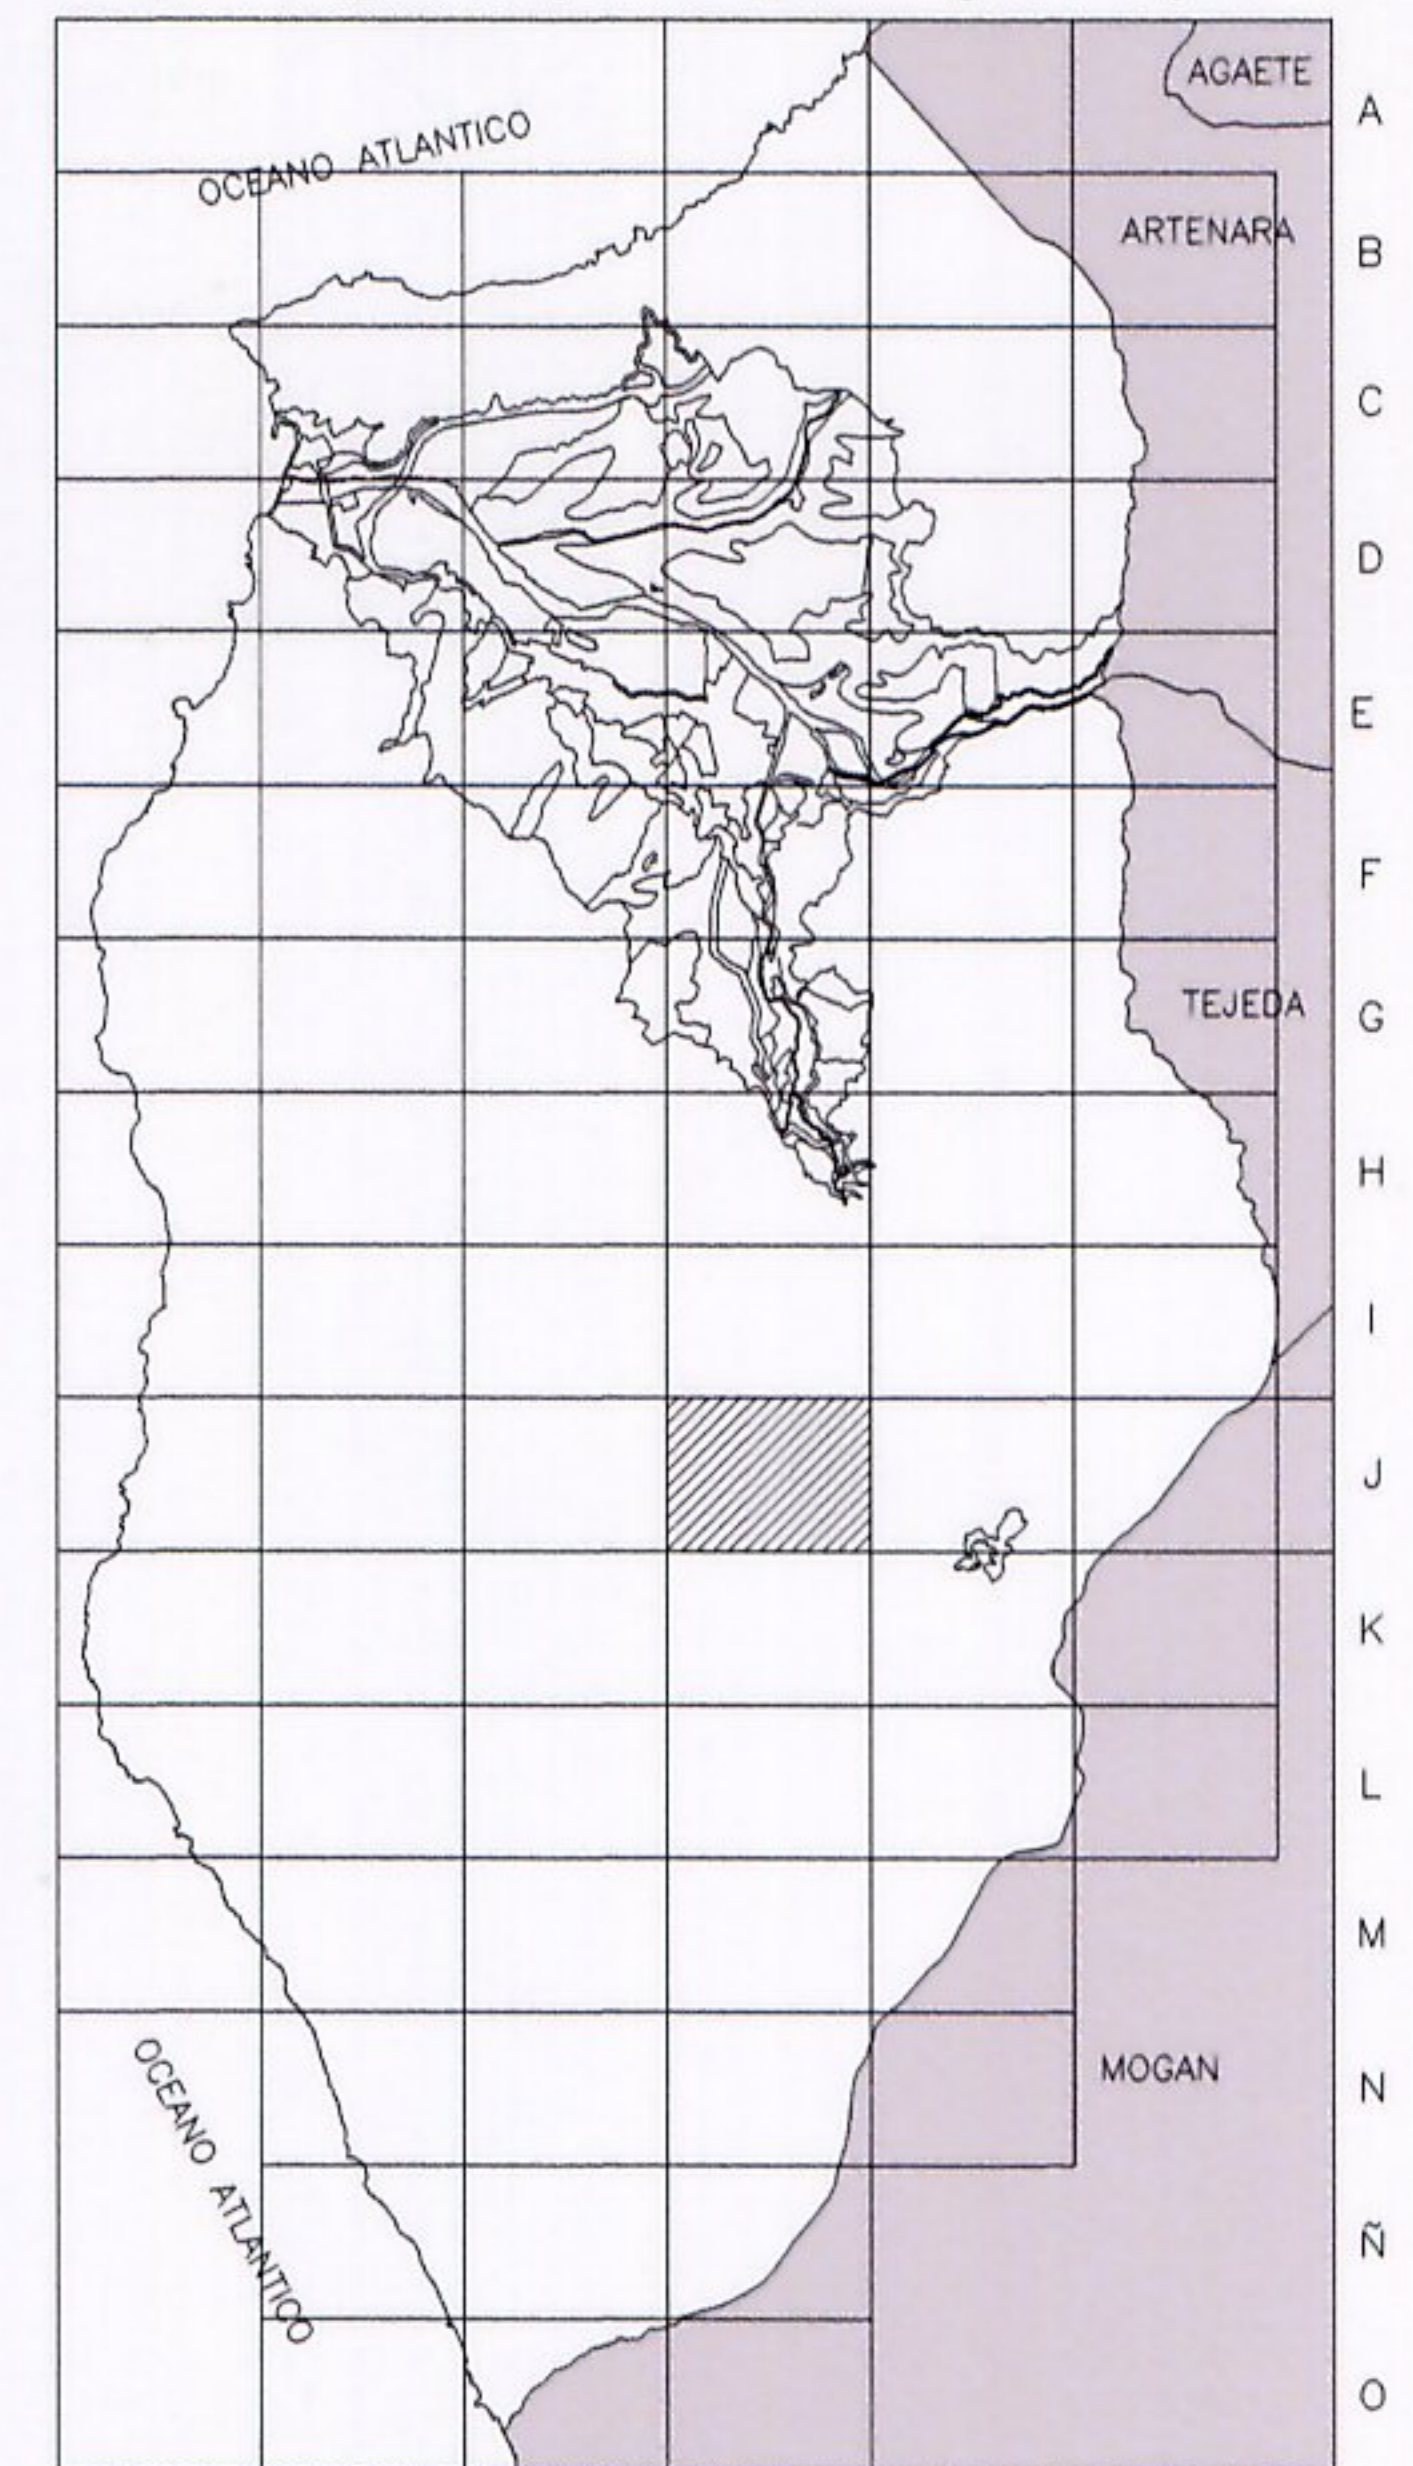 AGAETE
A
OCEANO ATLANTICO
ARTENARA
B
C
D
E
F
TEJEDA
G
H
I
J
K
L
M
OCEANO ATLANTICO
MOGAN
N
Ñ
O